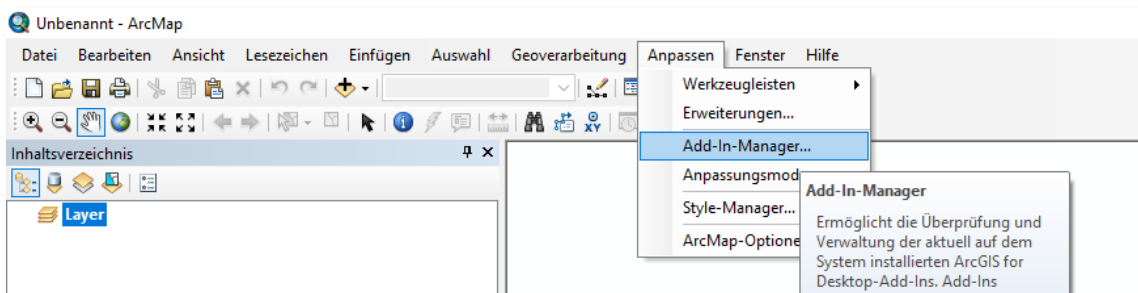 Unbenannt - ArcMap
Datei Bearbeiten Ansicht Lesezeichen Einfügen Auswahl Geoverarbeitung Anpassen Fenster Hilfe
Werkzeugleisten
Erweiterungen...
XY
Inhaltsverzeichnis
Add-In-Manager...
Anpassungsmod
Layer
Style-Manager...
ArcMap-Optione
Add-In-Manager
Ermöglicht die Überprüfung und
Verwaltung der aktuell auf dem
System installierten ArcGIS for
Desktop-Add-Ins. Add-Ins